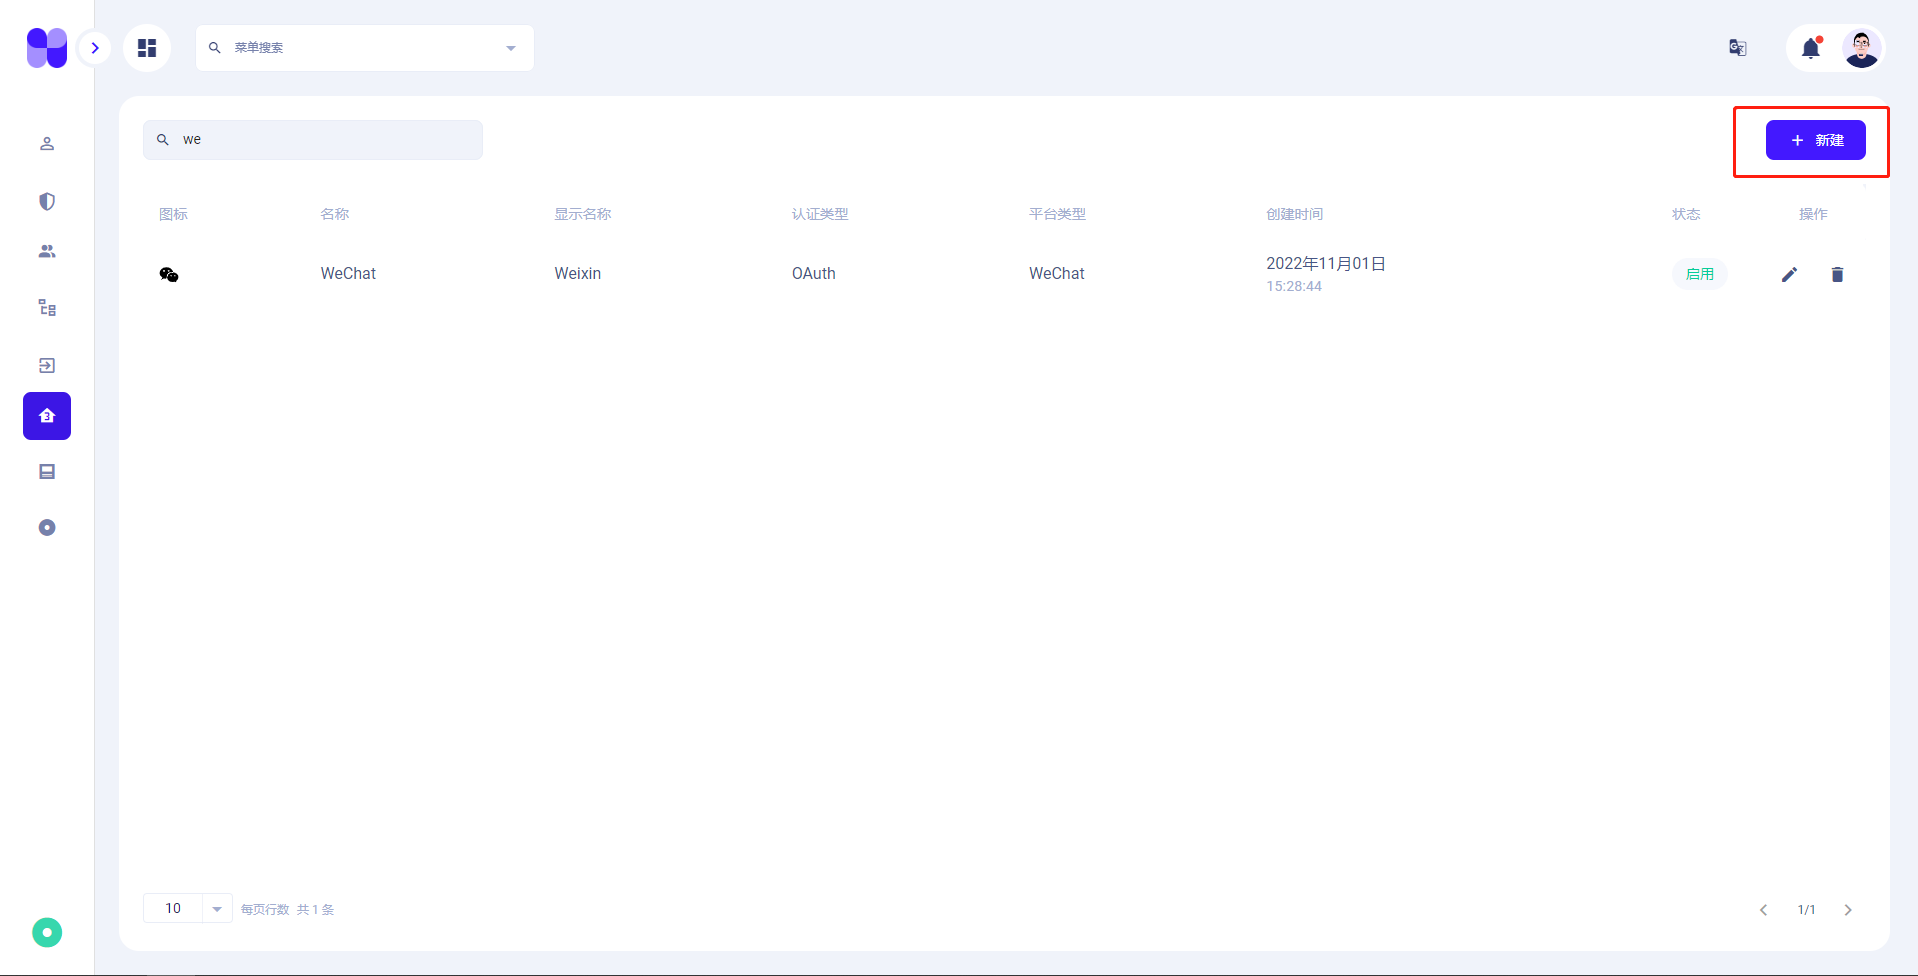 菜单搜索
we
新建
图标 名称 显示名称 认证类型 平台类型 创建时间 状态 操作
WeChat Weixin OAuth WeChat 2022年11月01日 启用
15:28:44
10 每页行数 共 1 条 1/1